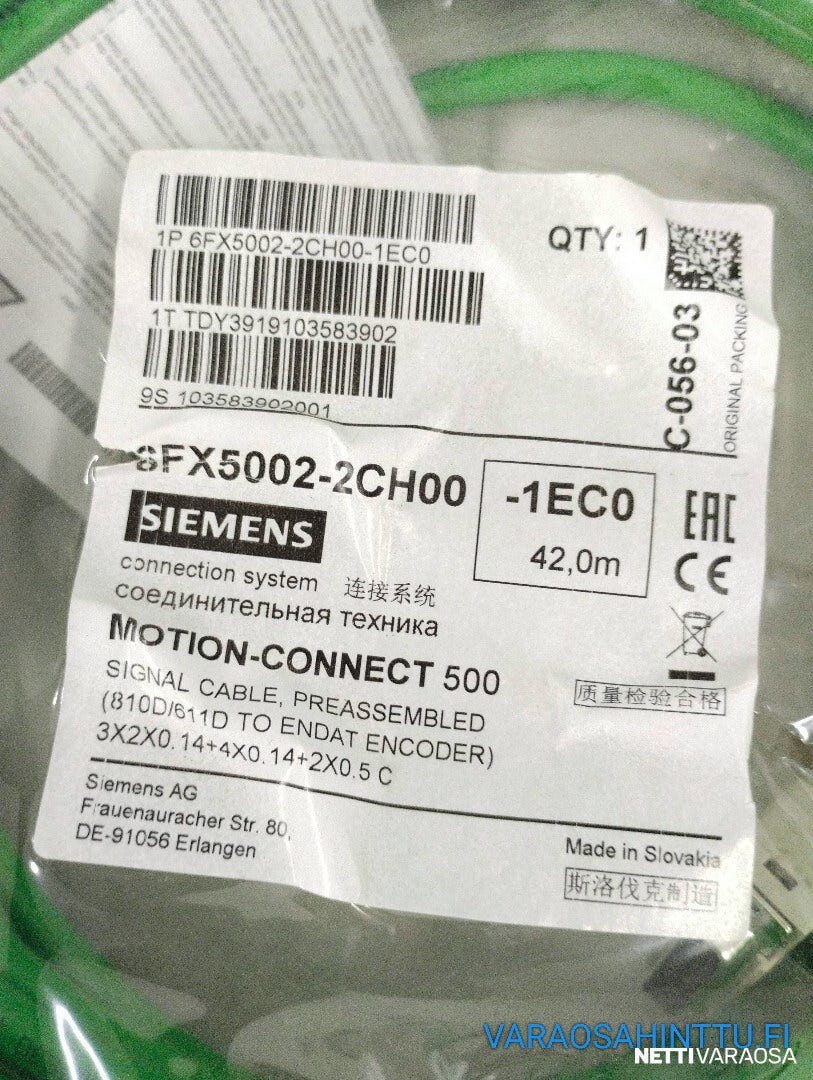 1P 6FX5002-2CH00-1EC0
QTY: 1
1T TDY3919103583902
9S 103583902001
C-056-03
ORIGINAL PACKING
6FX5002-2CH00
-1EC0
42,0m
SIEMENS
EAC
CE
connection system 连接系统
соединительная техника
MOTION-CONNECT 500
SIGNAL CABLE, PREASSEMBLED
(810D/611D TO ENDAT ENCODER)
3X2X0.14+4X0.14+2X0.5 C
质量检验合格
Siemens AG
Frauenauracher Str. 80,
DE-91056 Erlangen
Made in Slovakia
斯洛伐克制造
VARAOSAHINTTU.FI
NETTIVARAOSA